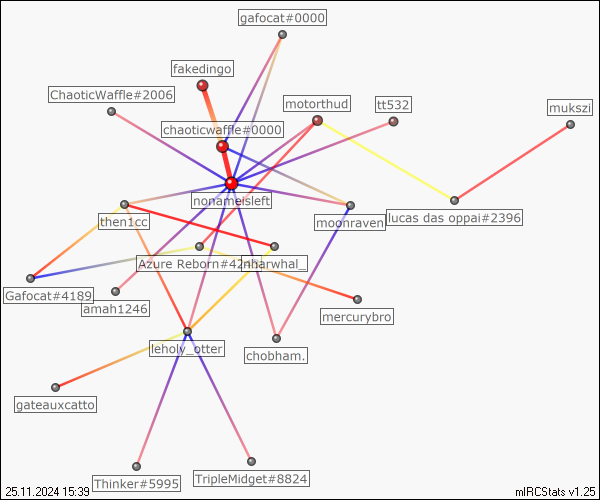 gafocat#0000
fakedingo
ChaoticWaffle#2006
motorthud
tt532
mukszi
chaoticwaffle#0000
nonameisleft
then1cc
moonraven
lucas das oppai#2396
Azure Reborn#42
nharwhal_
Gafocat#4189
amah1246
mercurybro
leholy_otter
chobham.
gateauxcatto
Thinker#5995
TripleMidget#8824
25.11.2024 15:39
mIRCStats v1.25